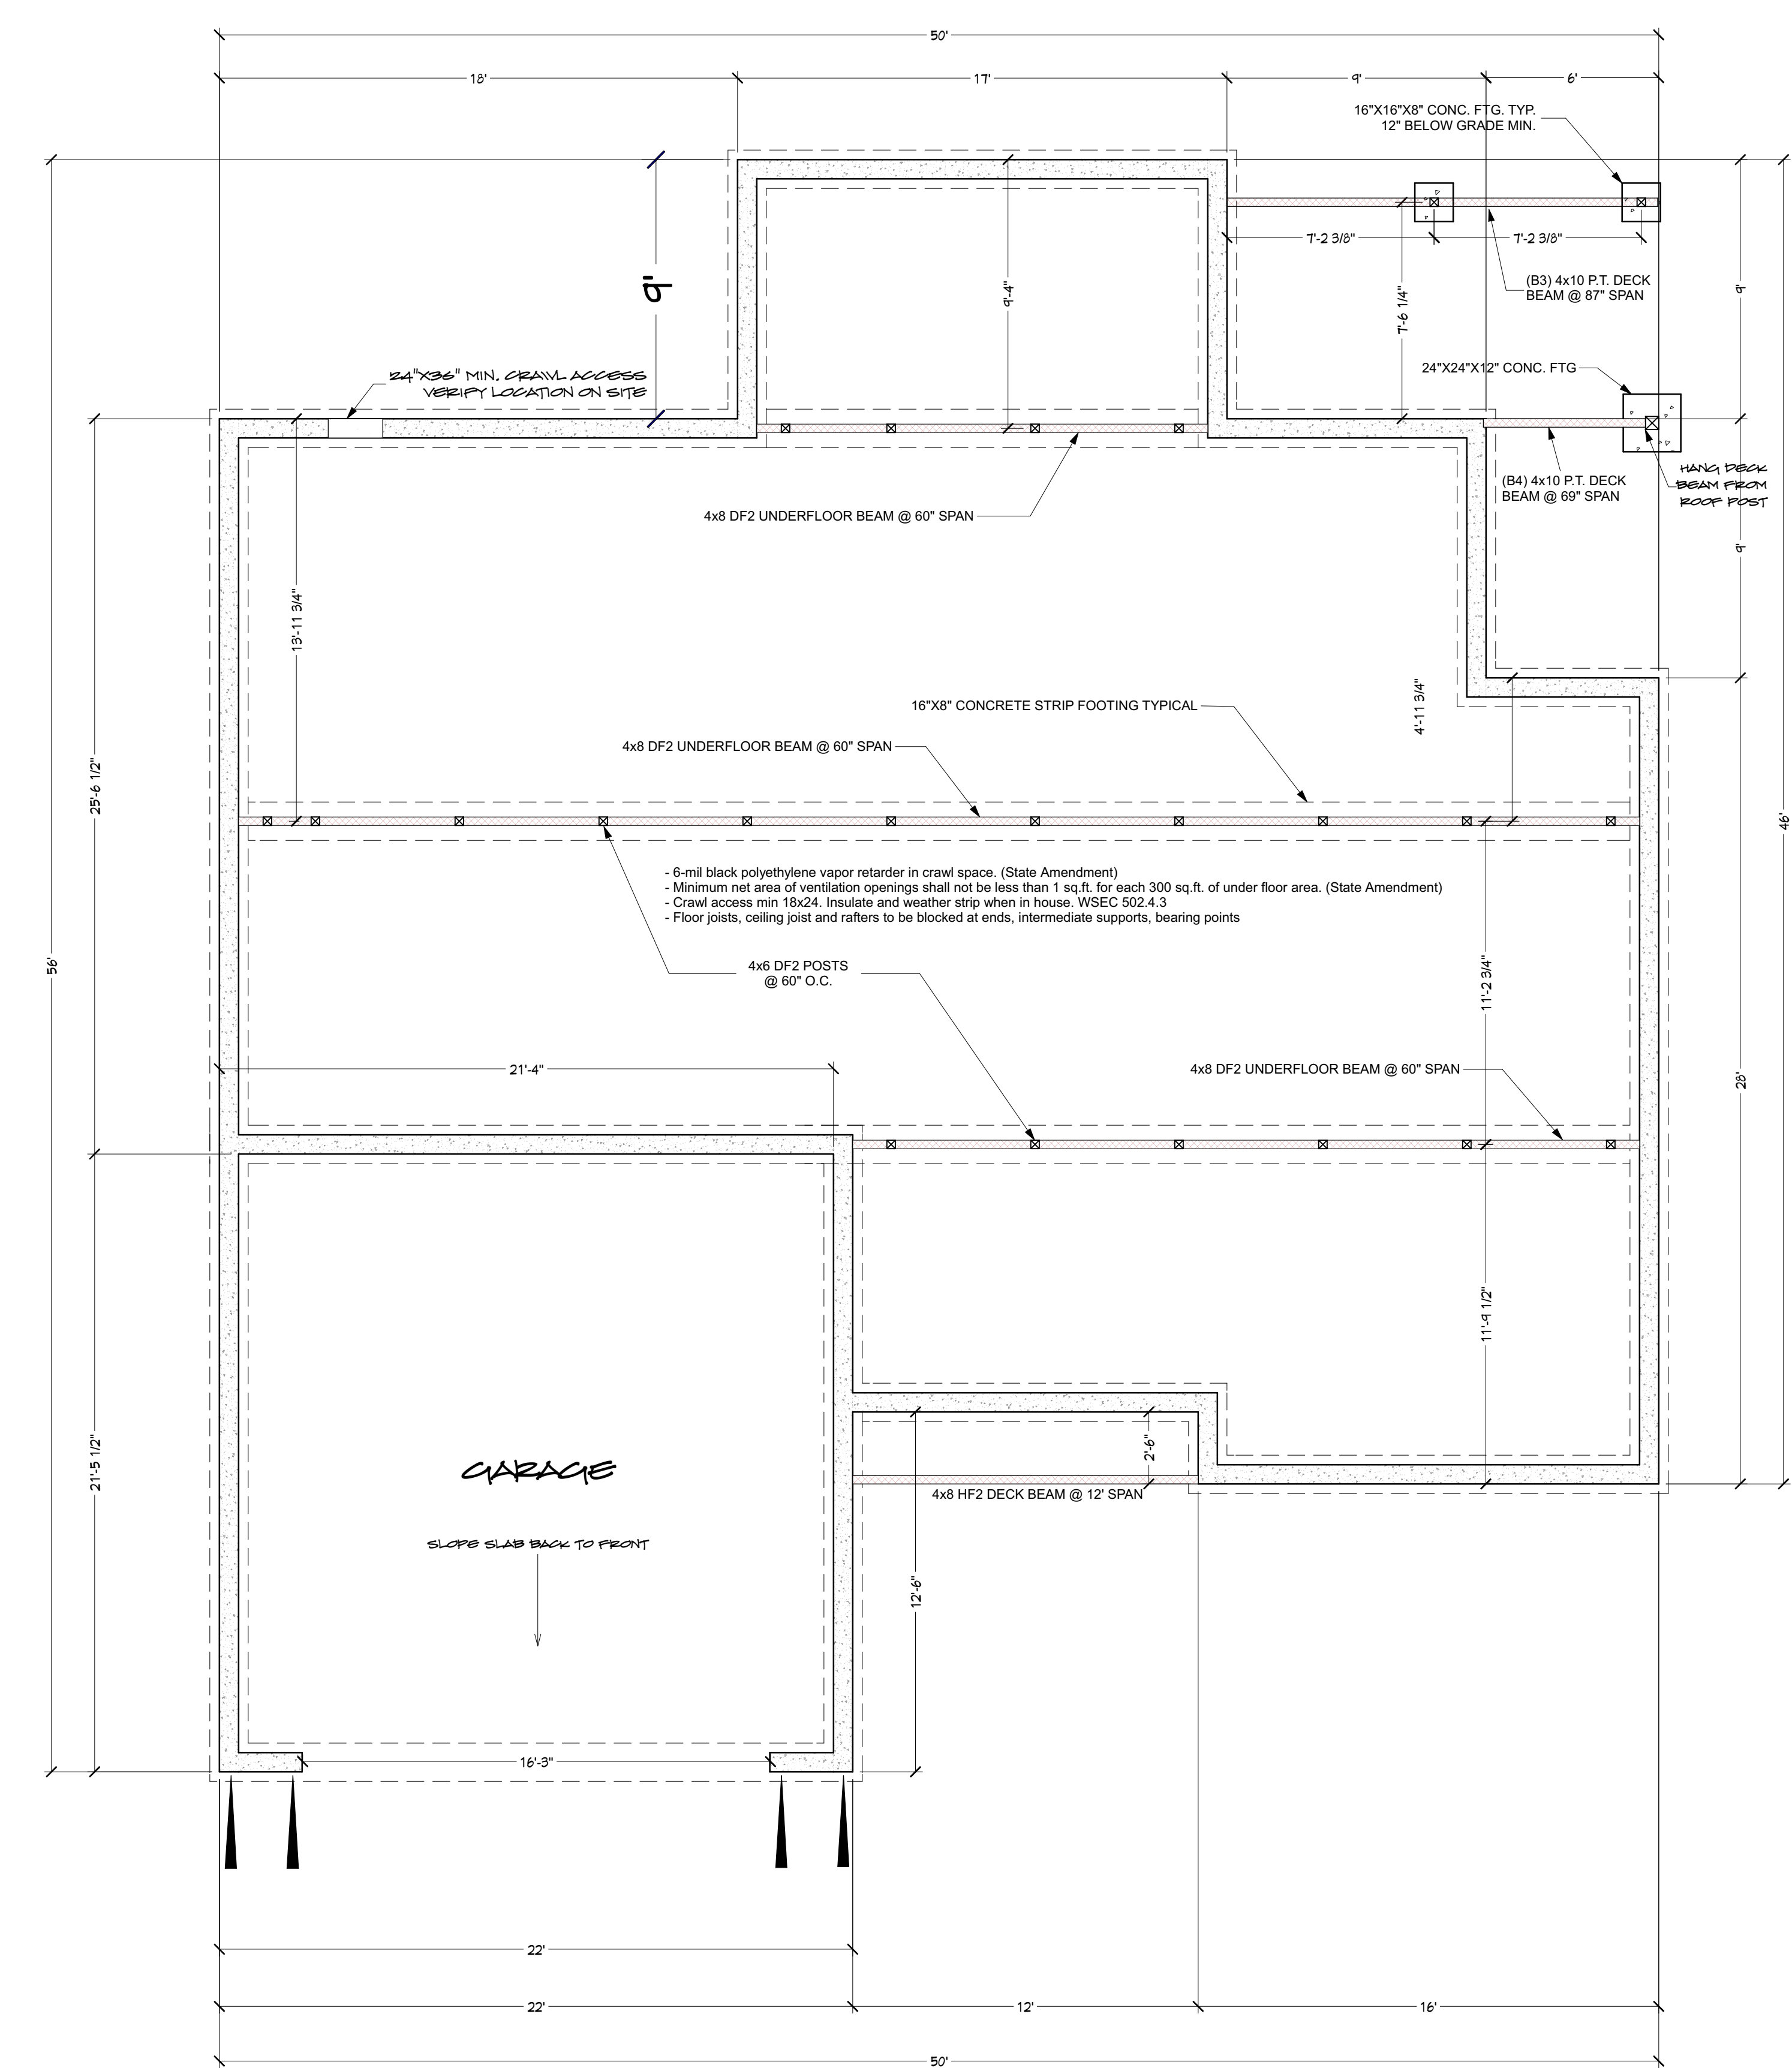 50'
18'
17'
9'
6'
16"X16"X8" CONC. FTG. TYP.
12" BELOW GRADE MIN.
7'-2 3/8"
7'-2 3/8"
(B3) 4x10 P.T. DECK
BEAM @ 87" SPAN
9'
9'-4"
7'-6 1/4"
9'
24"X24"X12" CONC. FTG
24"X36" MIN. CRAWL ACCESS
VERIFY LOCATION ON SITE
HANG DECK
BEAM FROM
ROOF POST
(B4) 4x10 P.T. DECK
BEAM @ 69" SPAN
4x8 DF2 UNDERFLOOR BEAM @ 60" SPAN
9'
13'-11 3/4"
4'-11 3/4"
16"X8" CONCRETE STRIP FOOTING TYPICAL
4x8 DF2 UNDERFLOOR BEAM @ 60" SPAN
25'-6 1/2"
46'
- 6-mil black polyethylene vapor retarder in crawl space. (State Amendment)
- Minimum net area of ventilation openings shall not be less than 1 sq.ft. for each 300 sq.ft. of under floor area. (State Amendment)
- Crawl access min 18x24. Insulate and weather strip when in house. WSEC 502.4.3
- Floor joists, ceiling joist and rafters to be blocked at ends, intermediate supports, bearing points
56'
4x6 DF2 POSTS
@ 60" O.C.
11'-2 3/4"
21'-4"
4x8 DF2 UNDERFLOOR BEAM @ 60" SPAN
28'
11'-9 1/2"
21'-5 1/2"
GARAGE
2'-6"
4x8 HF2 DECK BEAM @ 12' SPAN
SLOPE SLAB BACK TO FRONT
12'-6"
16'-3"
22'
22'
12'
16'
50'